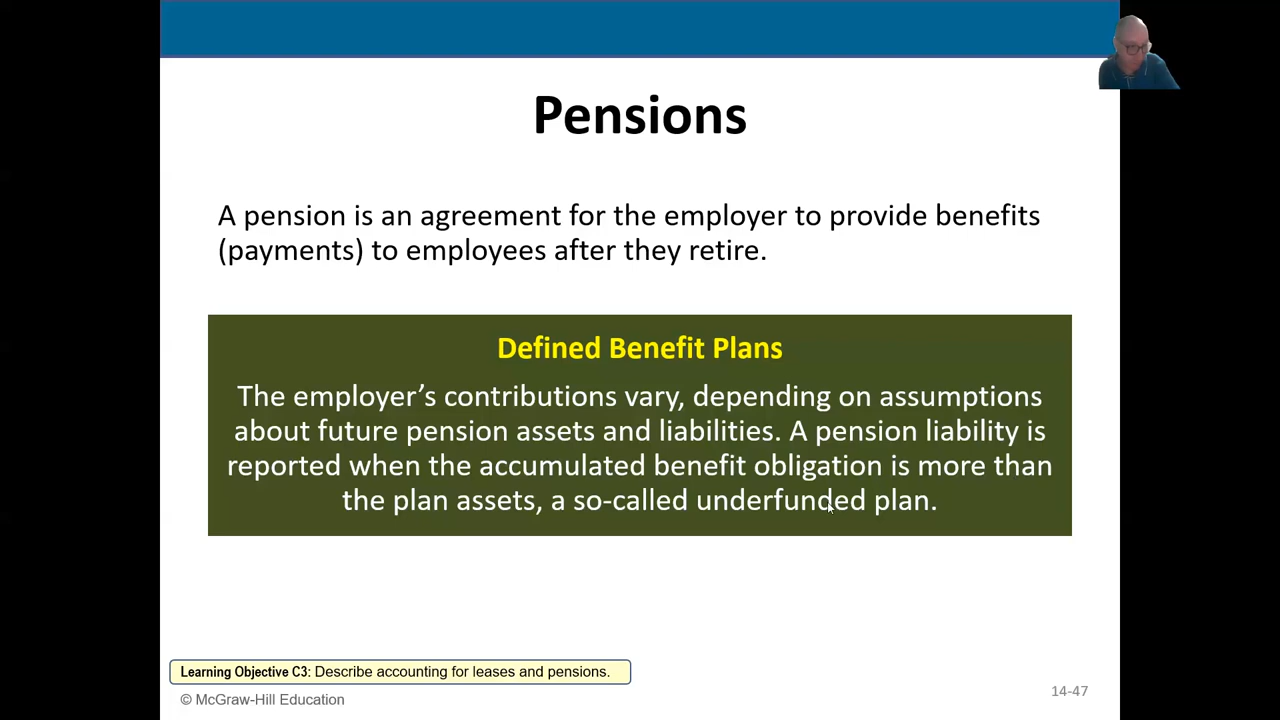 Pensions
A pension is an agreement for the employer to provide benefits
(payments) to employees after they retire.
Defined Benefit Plans
The employer’s contributions vary, depending on assumptions
about future pension assets and liabilities. A pension liability is
reported when the accumulated benefit obligation is more than
the plan assets, a so-called underfunded plan.
Learning Objective C3: Describe accounting for leases and pensions.
© McGraw-Hill Education
14-47